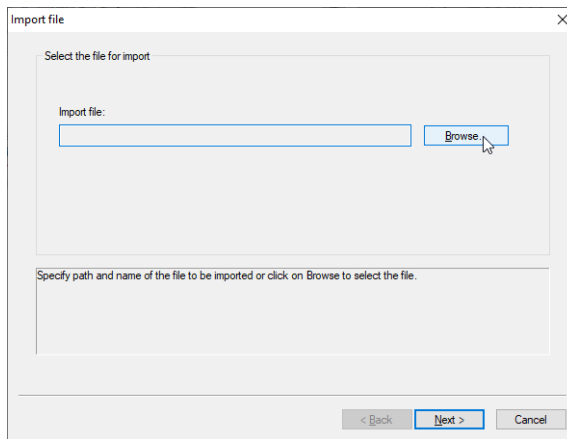 Import file
Select the file for import
Import file:
Browse...
Specify path and name of the file to be imported or click on Browse to select the file.
< Back
Next >
Cancel